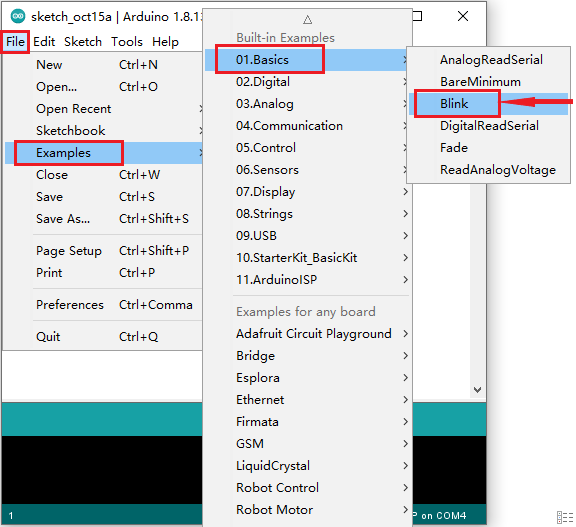 sketch_oct15a | Arduino 1.8.13
File Edit Sketch Tools Help
New Ctrl+N
Open... Ctrl+O
Open Recent
Sketchbook
Examples
Close Ctrl+W
Save Ctrl+S
Save As... Ctrl+Shift+S
Page Setup Ctrl+Shift+P
Print Ctrl+P
Preferences Ctrl+Comma
Quit Ctrl+Q
Built-in Examples
01.Basics
02.Digital
03.Analog
04.Communication
05.Control
06.Sensors
07.Display
08.Strings
09.USB
10.StarterKit_BasicKit
11.ArduinoISP
Examples for any board
Adafruit Circuit Playground
Bridge
Esplora
Ethernet
Firmata
GSM
LiquidCrystal
Robot Control
Robot Motor
AnalogReadSerial
BareMinimum
Blink
DigitalReadSerial
Fade
ReadAnalogVoltage
1
on COM4